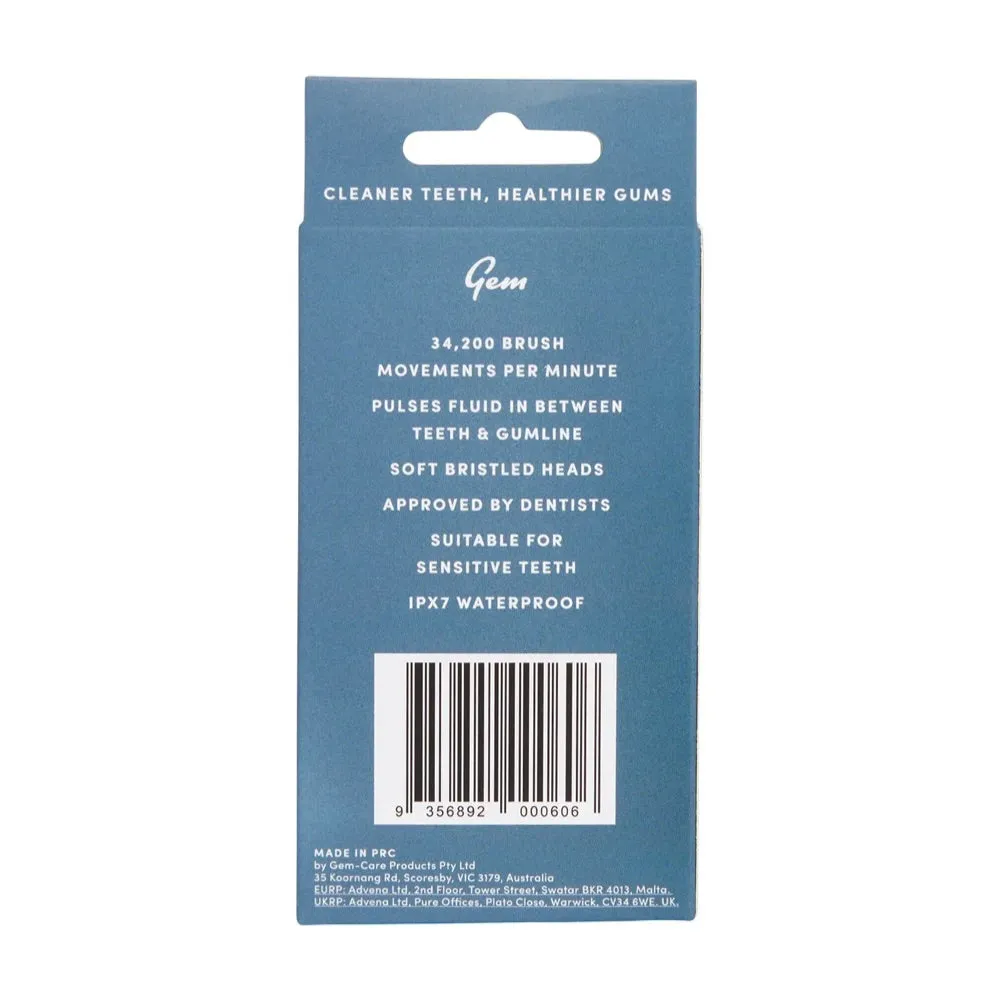 CLEANER TEETH, HEALTHIER GUMS
Gem
34,200 BRUSH
MOVEMENTS PER MINUTE
PULSES FLUID IN BETWEEN
TEETH & GUMLINE
SOFT BRISTLED HEADS
APPROVED BY DENTISTS
SUITABLE FOR
SENSITIVE TEETH
IPX7 WATERPROOF
9 356892 000606
MADE IN PRC
by Gem-Care Products Pty Ltd
35 Koornang Rd, Scoresby, VIC 3179, Australia
EURP: Advena Ltd, 2nd Floor, Tower Street, Swatar BKR 4013, Malta.
UKRP: Advena Ltd, Pure Offices, Plato Close, Warwick, CV34 6WE, UK.